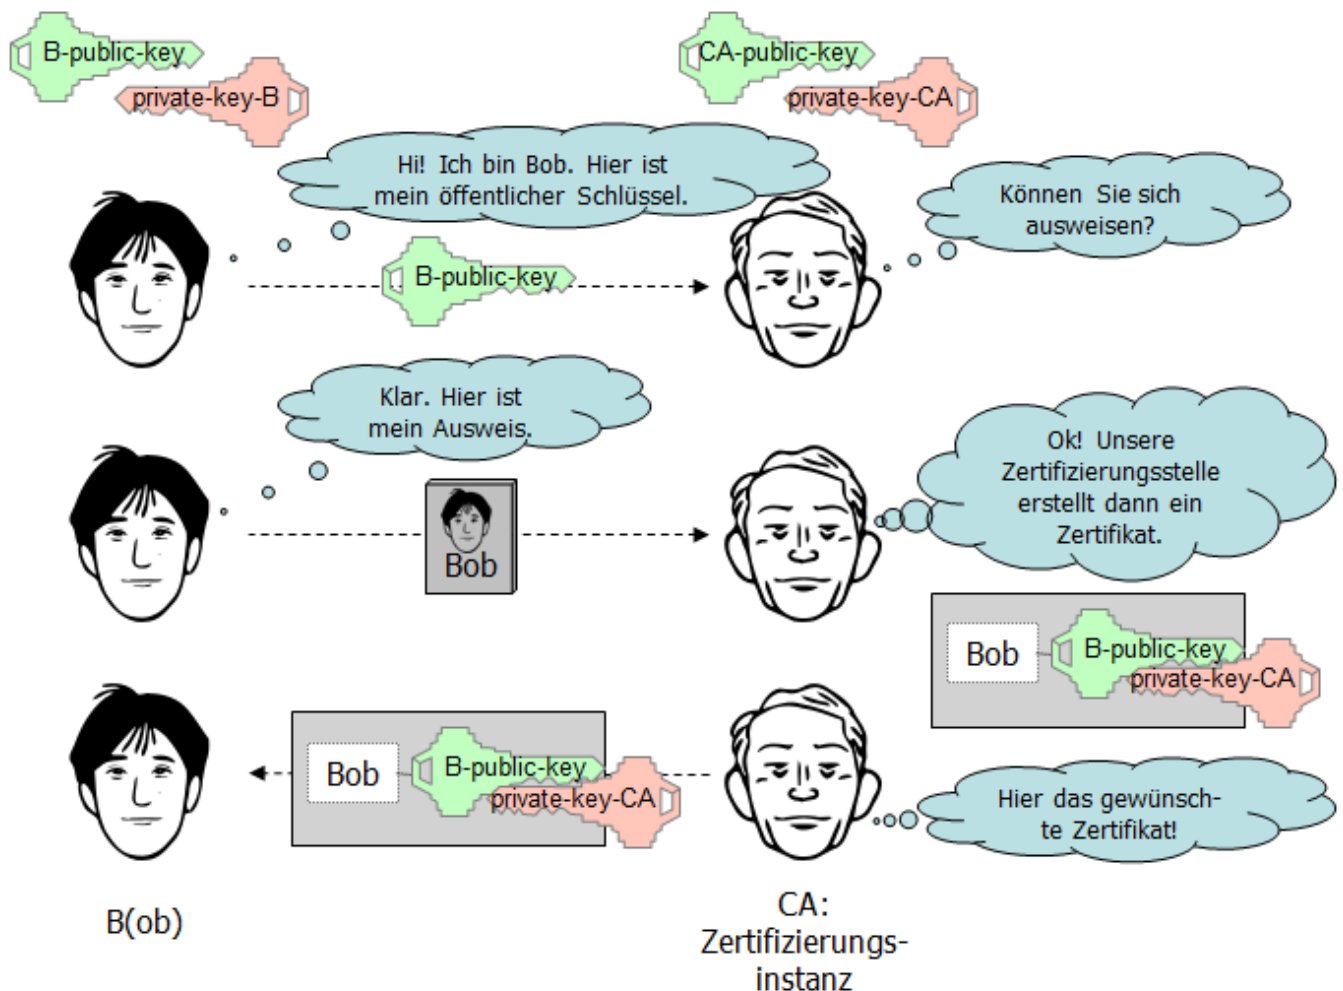 B-public-key
private-key-B
CA-public-key
private-key-CA
Hi! Ich bin Bob. Hier ist
mein öffentlicher Schlüssel.
Können Sie sich
ausweisen?
B-public-key
Klar. Hier ist
mein Ausweis.
Ok! Unsere
Zertifizierungsstelle
erstellt dann ein
Zertifikat.
Bob
Bob
B-public-key
private-key-CA
Bob
B-public-key
private-key-CA
Hier das gewünsch-
te Zertifikat!
B(ob)
CA:
Zertifizierungs-
instanz